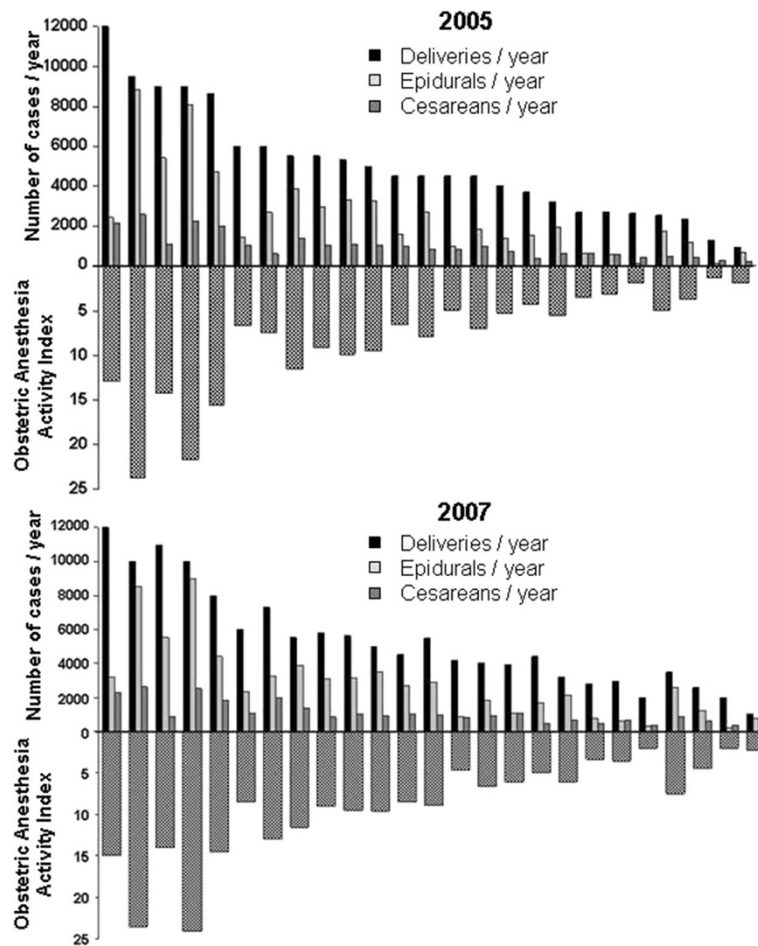 2005
Deliveries / year
Epidurals / year
Cesareans / year
Number of cases / year
12000
10000
8000
6000
4000
2000
0
Obstetric Anesthesia
Activity Index
5
10
15
20
25
2007
Deliveries / year
Epidurals / year
Cesareans / year
Number of cases / year
12000
10000
8000
6000
4000
2000
0
Obstetric Anesthesia
Activity Index
5
10
15
20
25